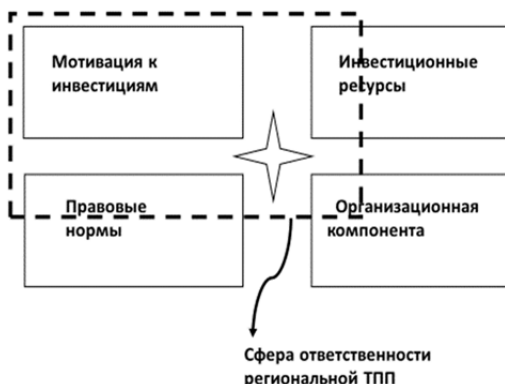 Мотивация к
инвестициям
Инвестиционные
ресурсы
Правовые
нормы
Организационная
компонента
Сфера ответственности
региональной ТПП